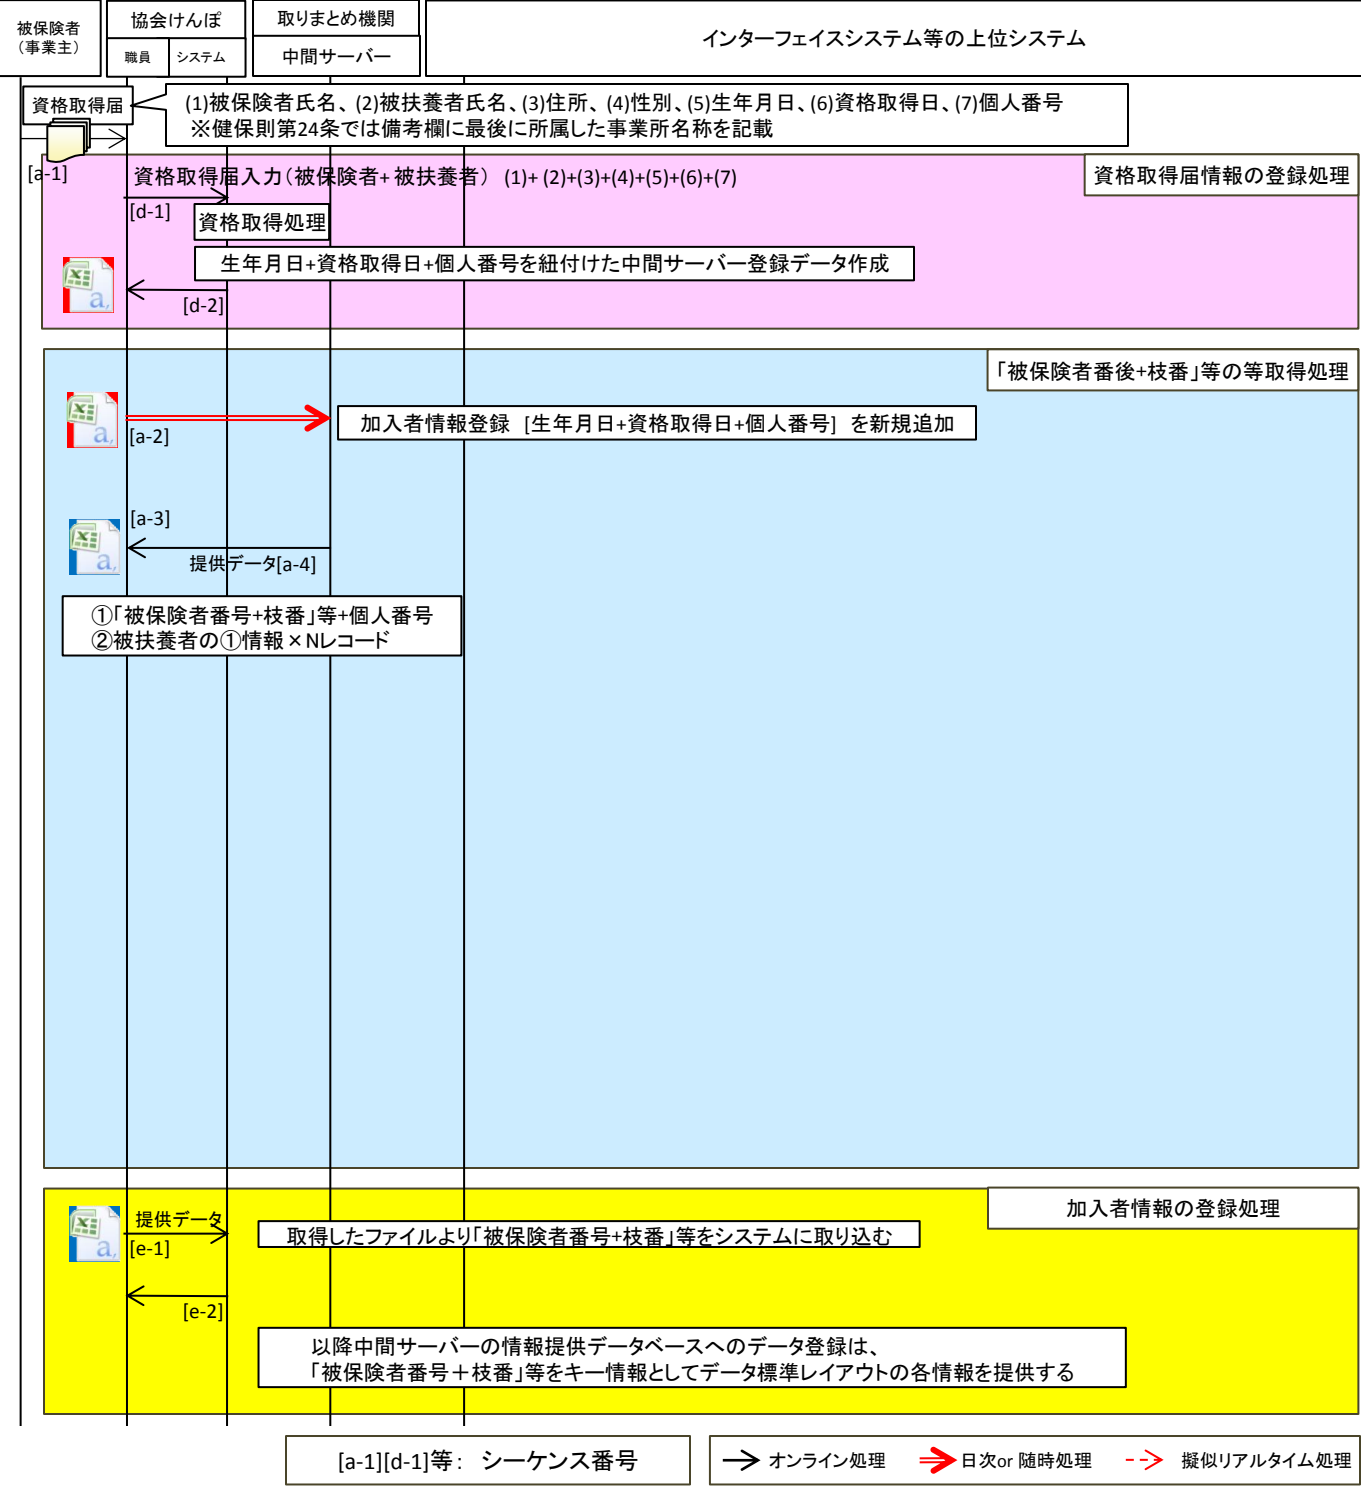 被保険者
（事業主）
協会けんぽ
職員
システム
取りまとめ機関
中間サーバー
インターフェイスシステム等の上位システム
資格取得届
(1)被保険者氏名、(2)被扶養者氏名、(3)住所、(4)性別、(5)生年月日、(6)資格取得日、(7)個人番号
※健保則第24条では備考欄に最後に所属した事業所名称を記載
[a-1]
資格取得届入力（被保険者+被扶養者） (1)+ (2)+(3)+(4)+(5)+(6)+(7)
資格取得届情報の登録処理
[d-1]
資格取得処理
生年月日+資格取得日+個人番号を紐付けた中間サーバー登録データ作成
[d-2]
「被保険者番後+枝番」等の等取得処理
加入者情報登録 [生年月日+資格取得日+個人番号] を新規追加
[a-2]
[a-3]
提供データ[a-4]
①「被保険者番号+枝番」等+個人番号
②被扶養者の①情報×Nレコード
加入者情報の登録処理
提供データ
[e-1]
取得したファイルより「被保険者番号+枝番」等をシステムに取り込む
[e-2]
以降中間サーバーの情報提供データベースへのデータ登録は、
「被保険者番号＋枝番」等をキー情報としてデータ標準レイアウトの各情報を提供する
[a-1][d-1]等： シーケンス番号
オンライン処理
日次or 随時処理
擬似リアルタイム処理